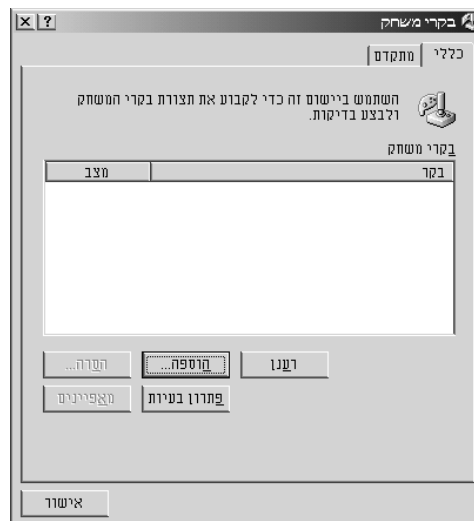 בקרי משחק
כללי
מתקדם
השתמש ביישום זה כדי לקבוע את תצורת בקרי המשחק
ולבצע בדיקות.
בקרי משחק
בקר
מצב
רענן
הוספה...
הסרה...
פתרון בעיות
מאפיינים
אישור